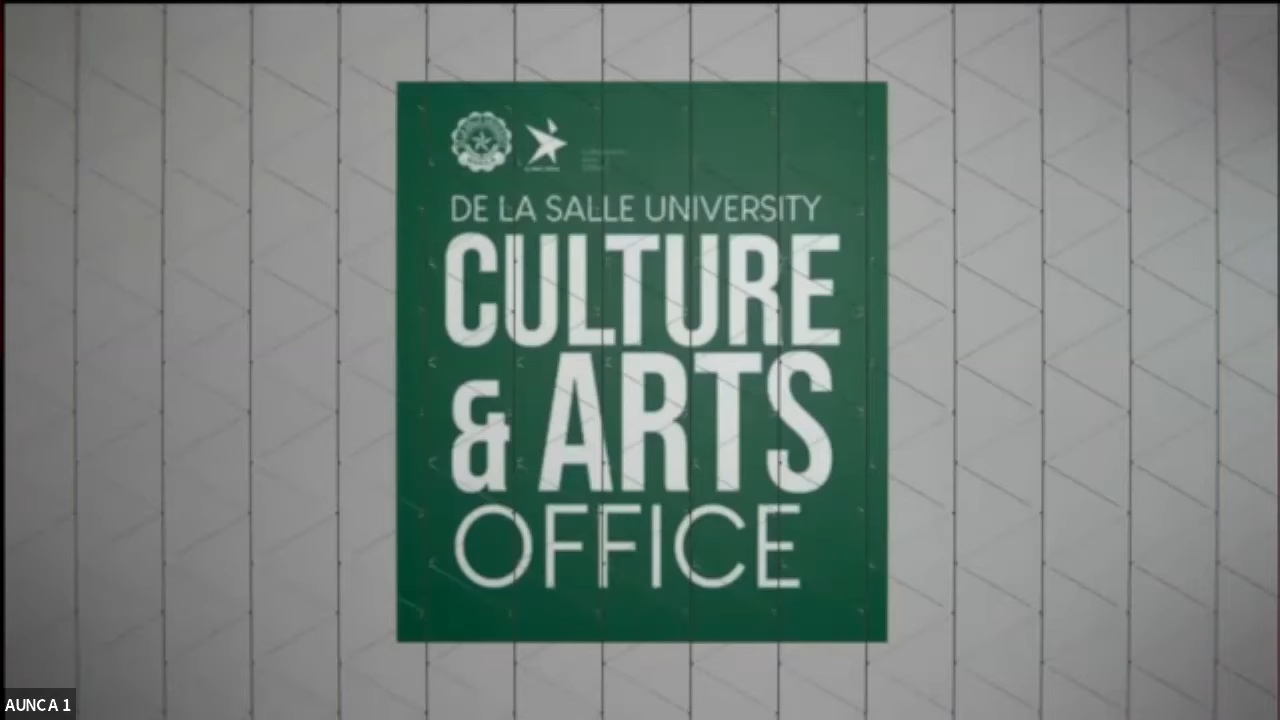 DE LA SALLE UNIVERSITY
CULTURE
& ARTS
OFFICE
AUNCA 1